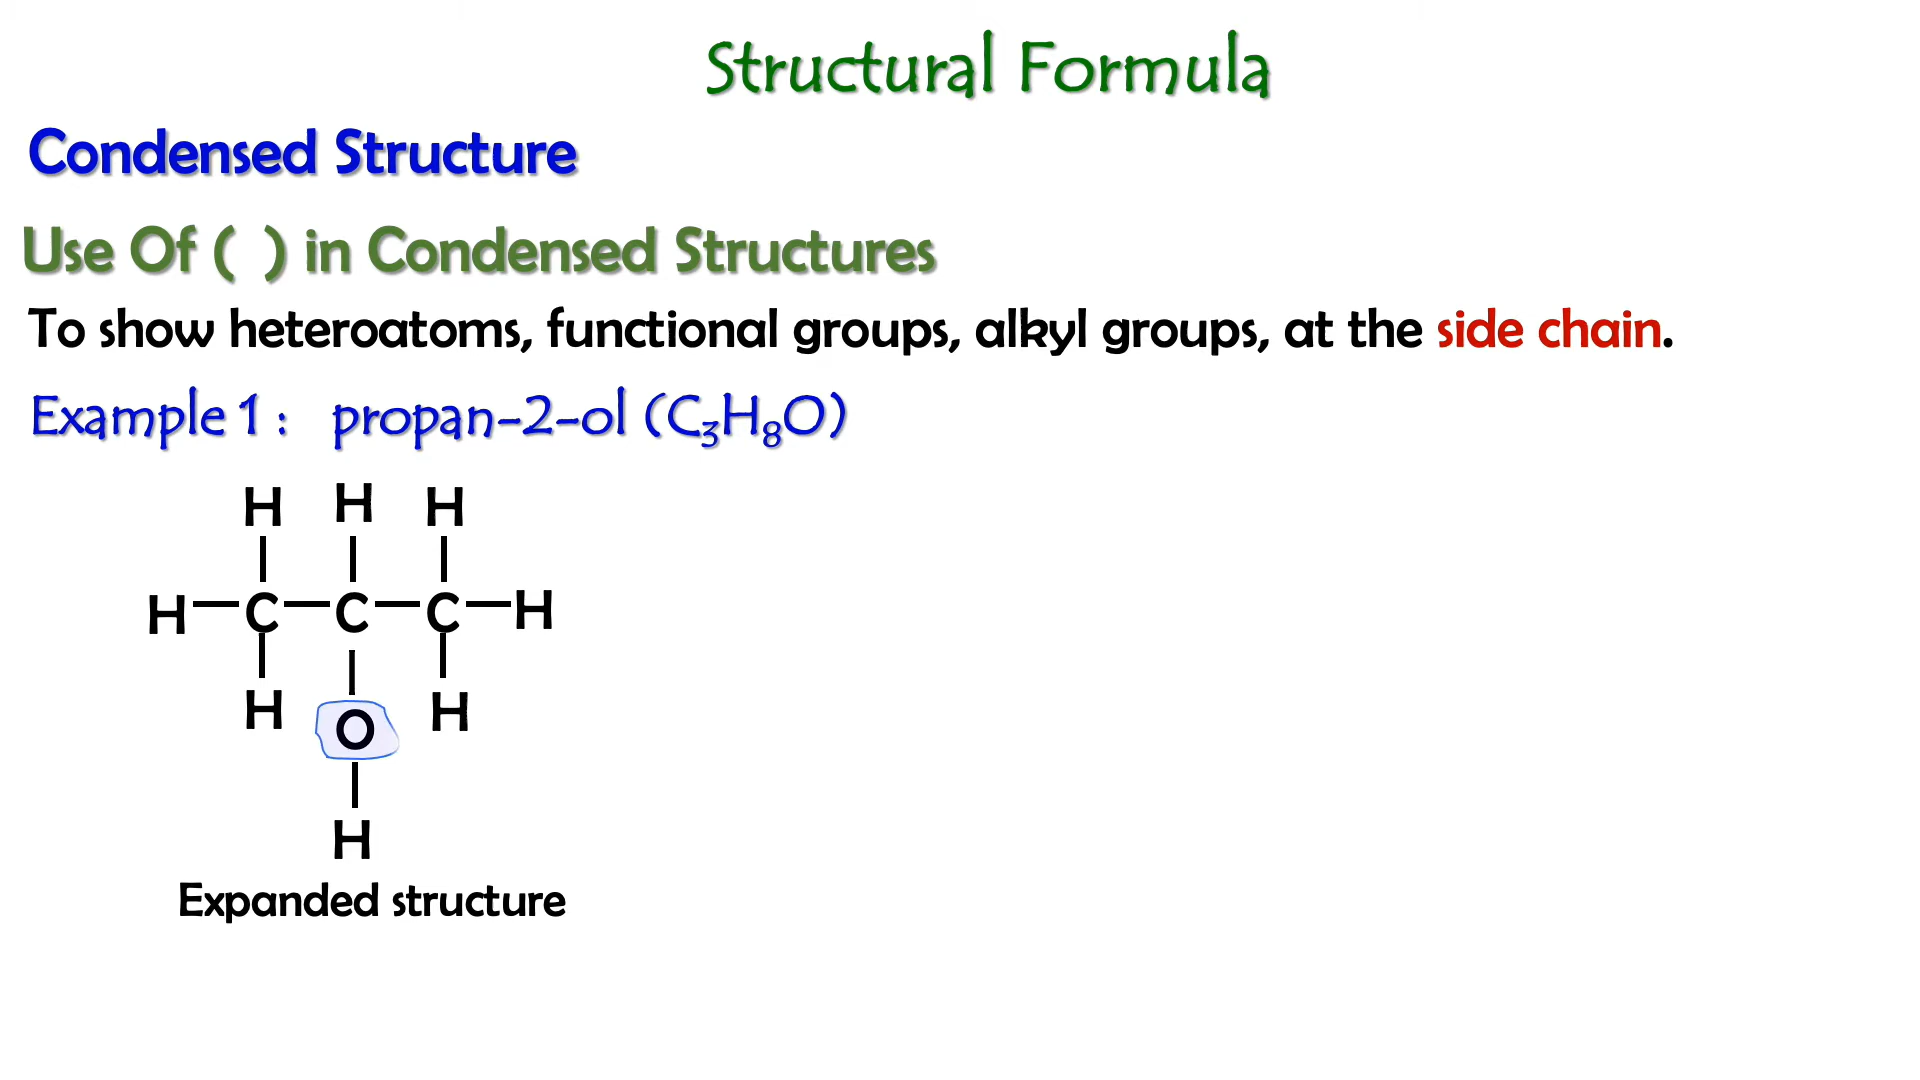 Structural Formula
Condensed Structure
Use Of ( ) in Condensed Structures
To show heteroatoms, functional groups, alkyl groups, at the side chain.
Example 1 : propan-2-ol (C₃H₈O)
H H H
H—C—C—C—H
H O H
H
Expanded structure